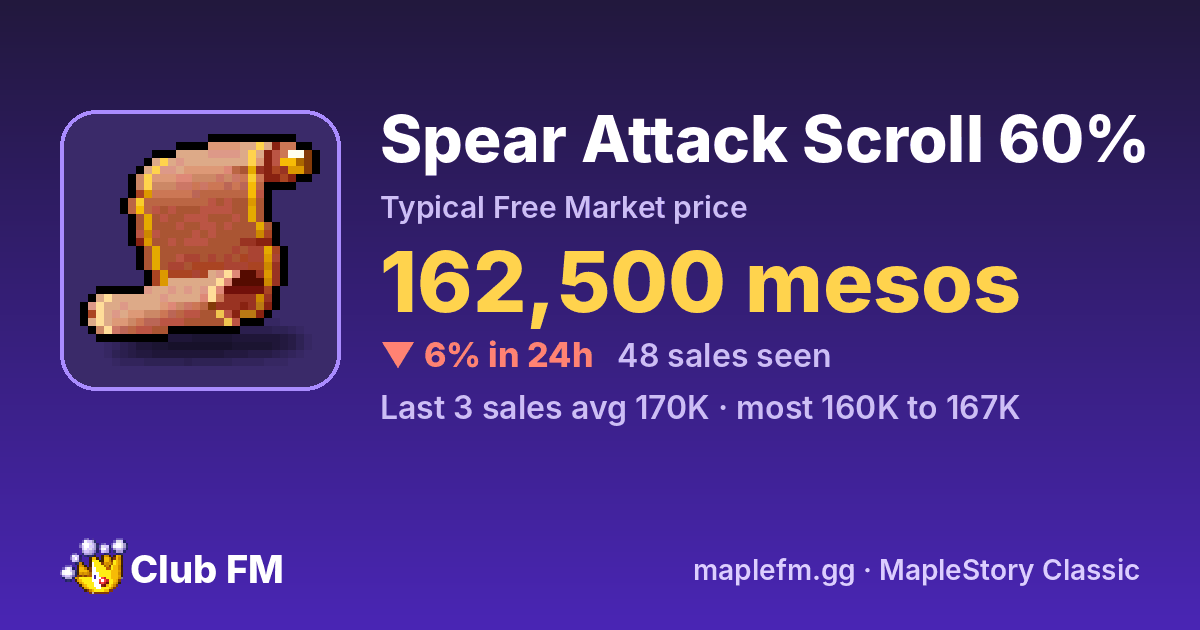 Spear Attack Scroll 60%
Typical Free Market price
162,500 mesos
▼ 6% in 24h 48 sales seen
Last 3 sales avg 170K · most 160K to 167K
Club FM
maplefm.gg · MapleStory Classic